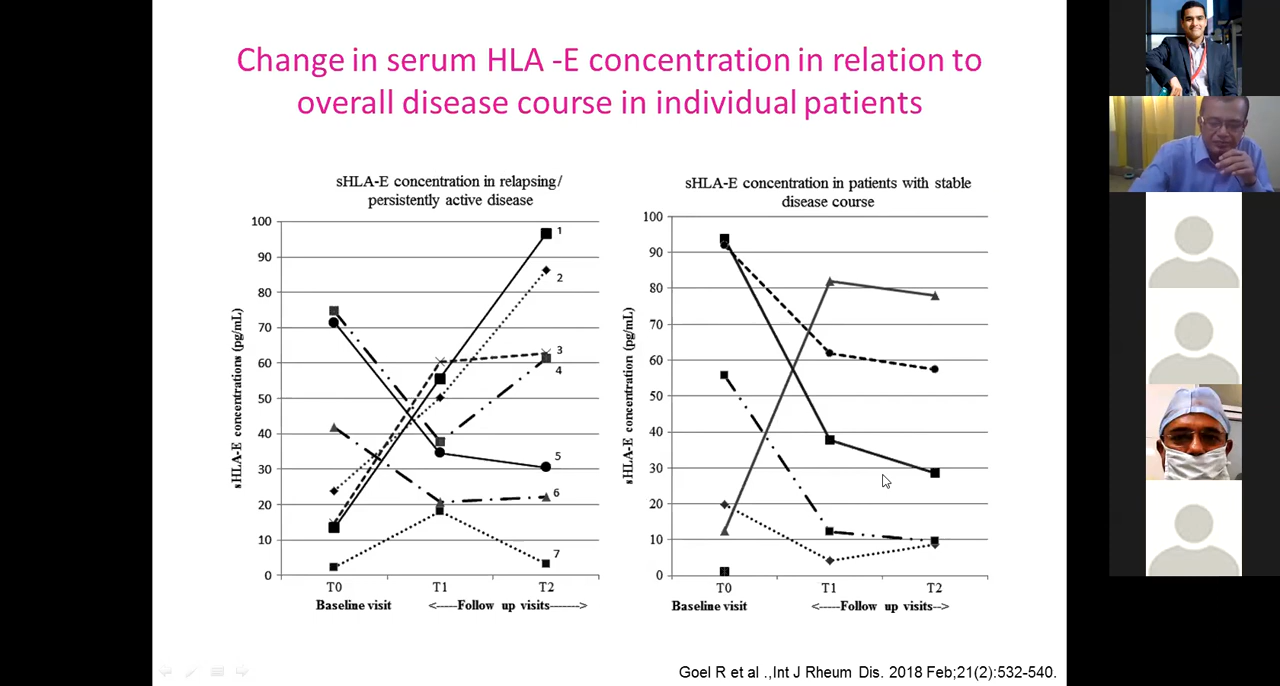 Change in serum HLA -E concentration in relation to
overall disease course in individual patients
sHLA-E concentration in relapsing/
persistently active disease
100
90
80
70
60
50
40
30
20
10
0
sHLA-E concentrations (pg/mL)
1
2
3
4
5
6
7
T0
T1
T2
Baseline visit
<-----Follow up visits------->
sHLA-E concentration in patients with stable
disease course
100
90
80
70
60
50
40
30
20
10
0
sHLA-E concentration (pg/mL)
T0
T1
T2
Baseline visit
<-----Follow up visits-->
Goel R et al .,Int J Rheum Dis. 2018 Feb;21(2):532-540.